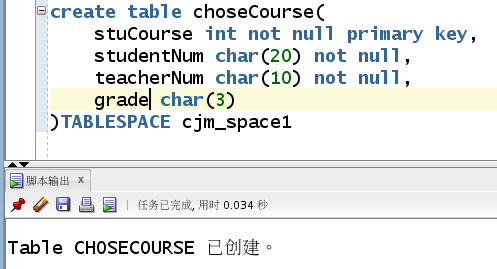 create table choseCourse(
stuCourse int not null primary key,
studentNum char(20) not null,
teacherNum char(10) not null,
grade char(3)
)TABLESPACE cjm_space1
脚本输出 x
任务已完成, 用时 0.034 秒
Table CHOSECOURSE 已创建。